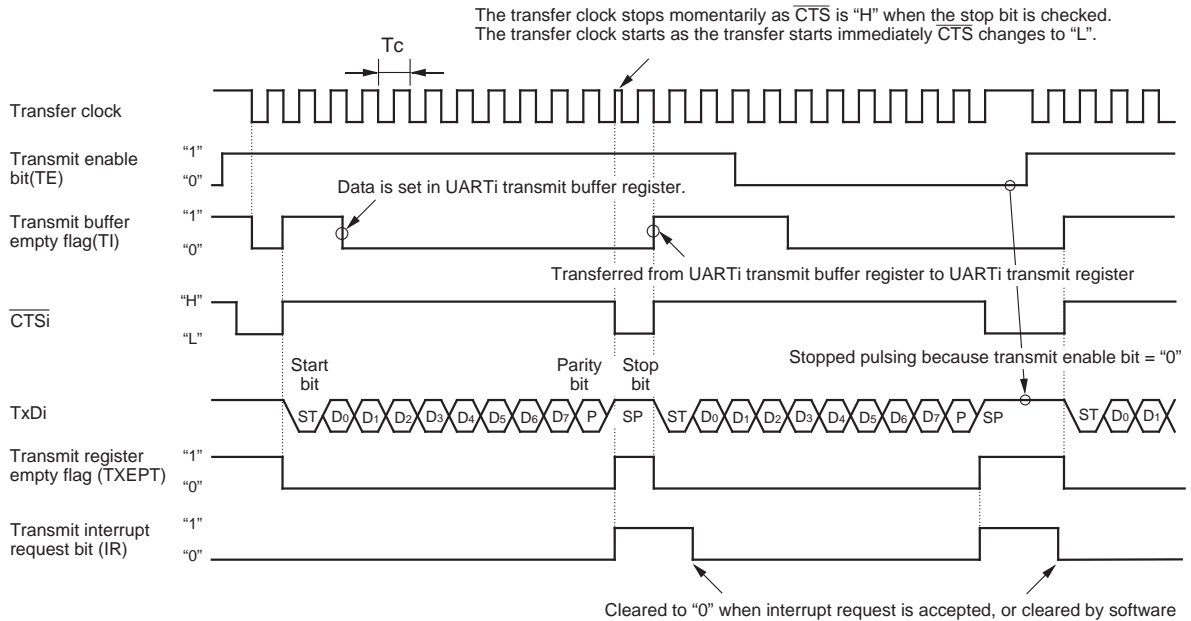 The transfer clock stops momentarily as CTS is “H” when the stop bit is checked.
The transfer clock starts as the transfer starts immediately CTS changes to “L”.
Tc
Transfer clock
Transmit enable
bit(TE)
“1”
“0”
Data is set in UARTi transmit buffer register.
Transmit buffer
empty flag(TI)
“1”
“0”
Transferred from UARTi transmit buffer register to UARTi transmit register
CTSi
“H”
“L”
Stopped pulsing because transmit enable bit = “0”
Start
bit
Parity
bit
Stop
bit
TxDi
ST D0 D1 D2 D3 D4 D5 D6 D7 P SP ST D0 D1 D2 D3 D4 D5 D6 D7 P SP ST D0 D1
Transmit register
empty flag (TXEPT)
“1”
“0”
Transmit interrupt
request bit (IR)
“1”
“0”
Cleared to “0” when interrupt request is accepted, or cleared by software